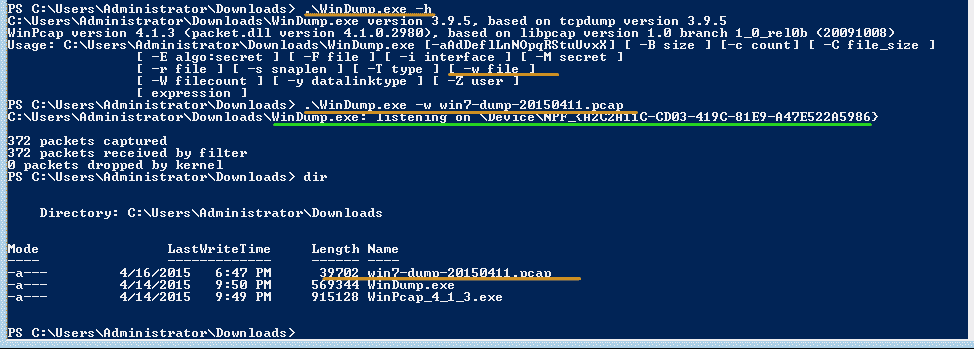 PS C:\Users\Administrator\Downloads> .\WinDump.exe -h
C:\Users\Administrator\Downloads\WinDump.exe version 3.9.5, based on tcpdump version 3.9.5
WinPcap version 4.1.3 (packet.dll version 4.1.0.2980), based on libpcap version 1.0 branch 1_0_rel0b (20091008)
Usage: C:\Users\Administrator\Downloads\WinDump.exe [-aAdDeflLnNOpqRStuUvxX] [ -B size ] [-c count] [ -C file_size ]
[ -E algo:secret ] [ -F file ] [ -i interface ] [ -M secret ]
[ -r file ] [ -s snaplen ] [ -T type ] [ -w file ]
[ -W filecount ] [ -y datalinktype ] [ -Z user ]
[ expression ]
PS C:\Users\Administrator\Downloads> .\WinDump.exe -w win7-dump-20150411.pcap
C:\Users\Administrator\Downloads\WinDump.exe: listening on \Device\NPF_{A2C2A11C-CD03-419C-81E9-A47E522A5986}
372 packets captured
372 packets received by filter
0 packets dropped by kernel
PS C:\Users\Administrator\Downloads> dir
Directory: C:\Users\Administrator\Downloads
Mode LastWriteTime Length Name
---- ------------- ------ ----
-a--- 4/16/2015 6:47 PM 39702 win7-dump-20150411.pcap
-a--- 4/14/2015 9:50 PM 569344 WinDump.exe
-a--- 4/14/2015 9:49 PM 915128 WinPcap_4_1_3.exe
PS C:\Users\Administrator\Downloads>